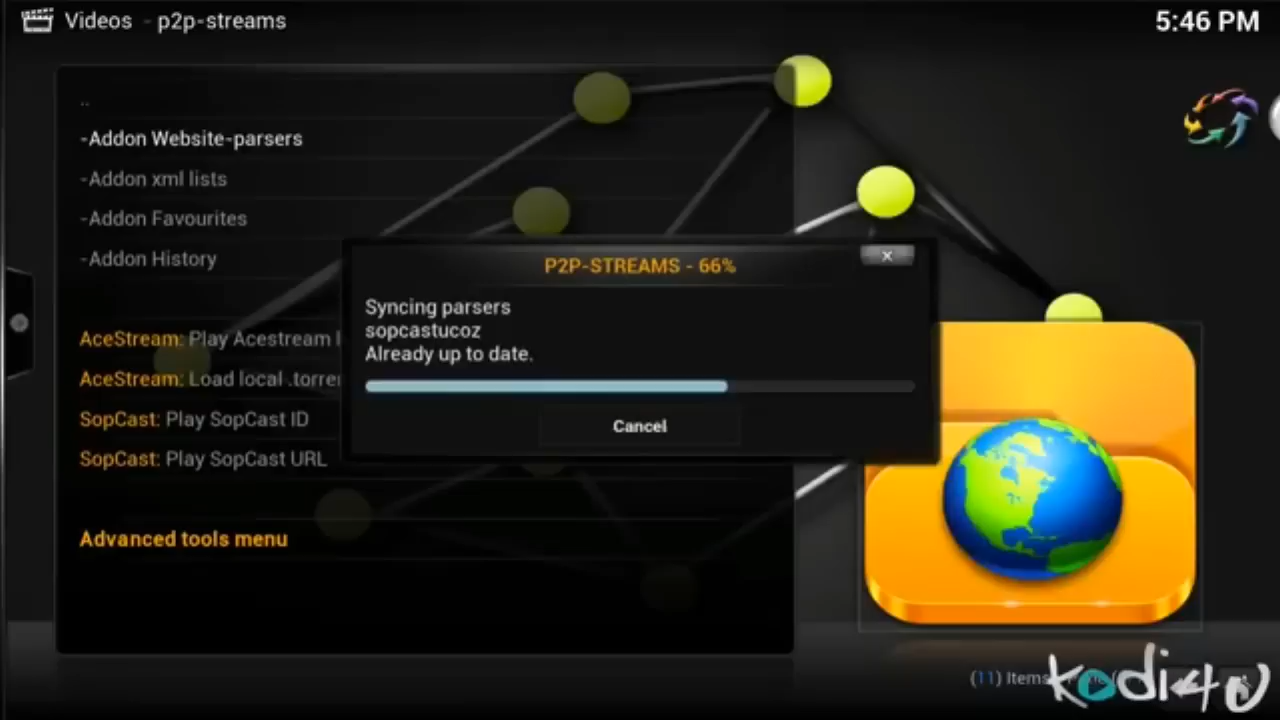 Videos - p2p-streams
5:46 PM
..
-Addon Website-parsers
-Addon xml lists
-Addon Favourites
-Addon History
AceStream: Play Acestream
AceStream: Load local .torre
SopCast: Play SopCast ID
SopCast: Play SopCast URL
Advanced tools menu
P2P-STREAMS - 66%
Syncing parsers
sopcastucoz
Already up to date.
Cancel
(11) Items
kodi4U